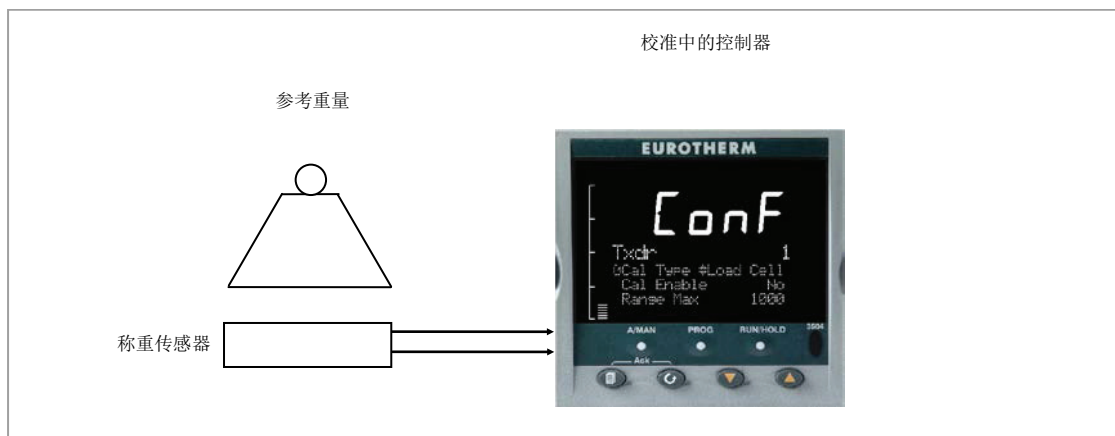 校准中的控制器
参考重量
EUROTHERM
ConF
Txdr 1
Cal Type Load Cell
Cal Enable No
Range Max 1000
称重传感器
A/MAN PROG RUN/HOLD 3504
Ack